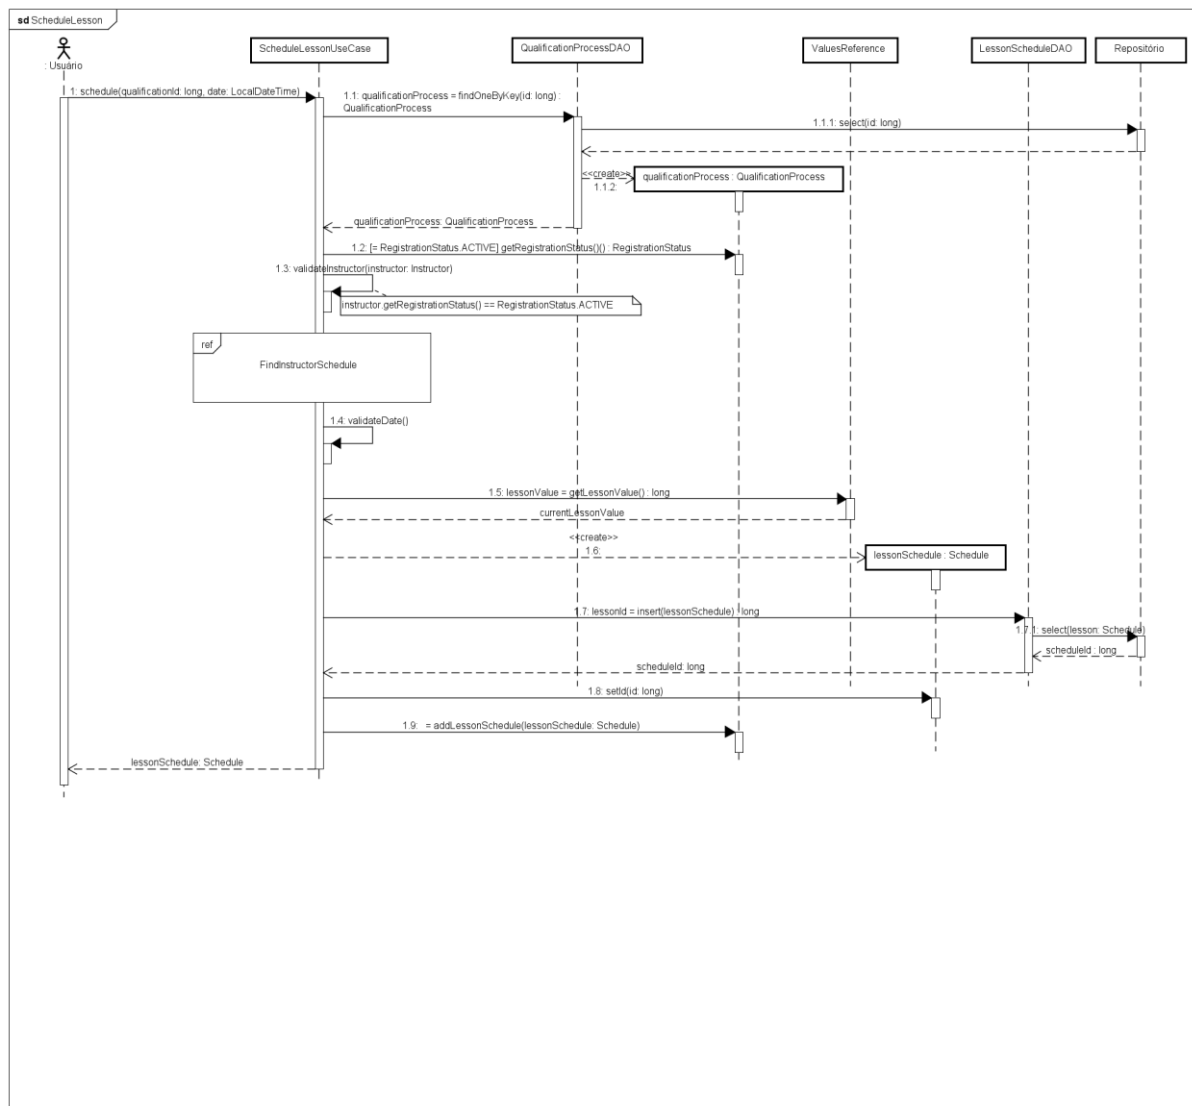 sd ScheduleLesson
: Usuário
ScheduleLessonUseCase
QualificationProcessDAO
ValuesReference
LessonScheduleDAO
Repositório
1: schedule(qualificationId: long, date: LocalDateTime)
1.1: qualificationProcess = findOneByKey(id: long) :
QualificationProcess
1.1.1: select(id: long)
<<create>>
1.1.2:
qualificationProcess : QualificationProcess
qualificationProcess: QualificationProcess
1.2: [= RegistrationStatus.ACTIVE] getRegistrationStatus()() : RegistrationStatus
1.3: validateInstructor(instructor: Instructor)
instructor.getRegistrationStatus() == RegistrationStatus.ACTIVE
ref
FindInstructorSchedule
1.4: validateDate()
1.5: lessonValue = getLessonValue() : long
currentLessonValue
<<create>>
1.6:
lessonSchedule : Schedule
1.7: lessonId = insert(lessonSchedule) : long
1.7.1: select(lesson: Schedule)
scheduleId : long
scheduleId: long
1.8: setId(id: long)
1.9: = addLessonSchedule(lessonSchedule: Schedule)
lessonSchedule: Schedule